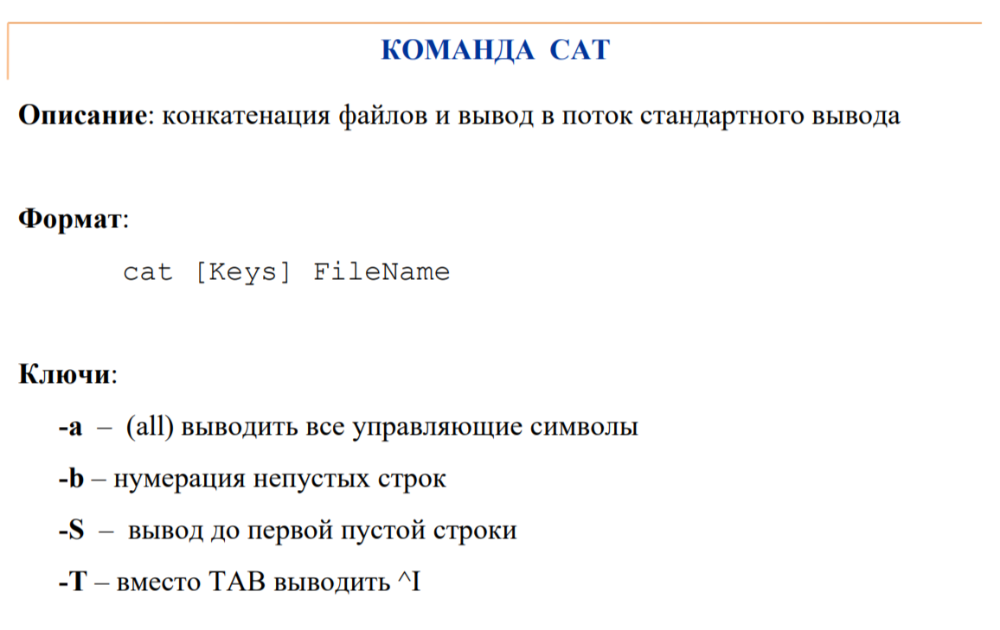 КОМАНДА CAT
Описание: конкатенация файлов и вывод в поток стандартного вывода
Формат:
cat [Keys] FileName
Ключи:
-a – (all) выводить все управляющие символы
-b – нумерация непустых строк
-S – вывод до первой пустой строки
-T – вместо TAB выводить ^I